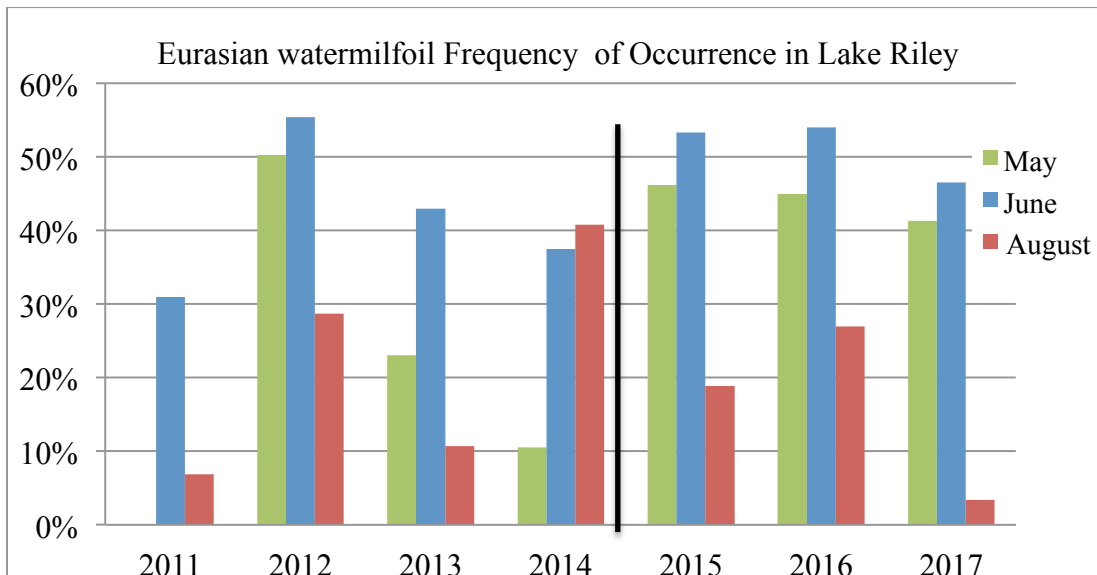 Eurasian watermilfoil Frequency of Occurrence in Lake Riley
60%
50%
40%
30%
20%
10%
0%
May
June
August
2011 2012 2013 2014 2015 2016 2017